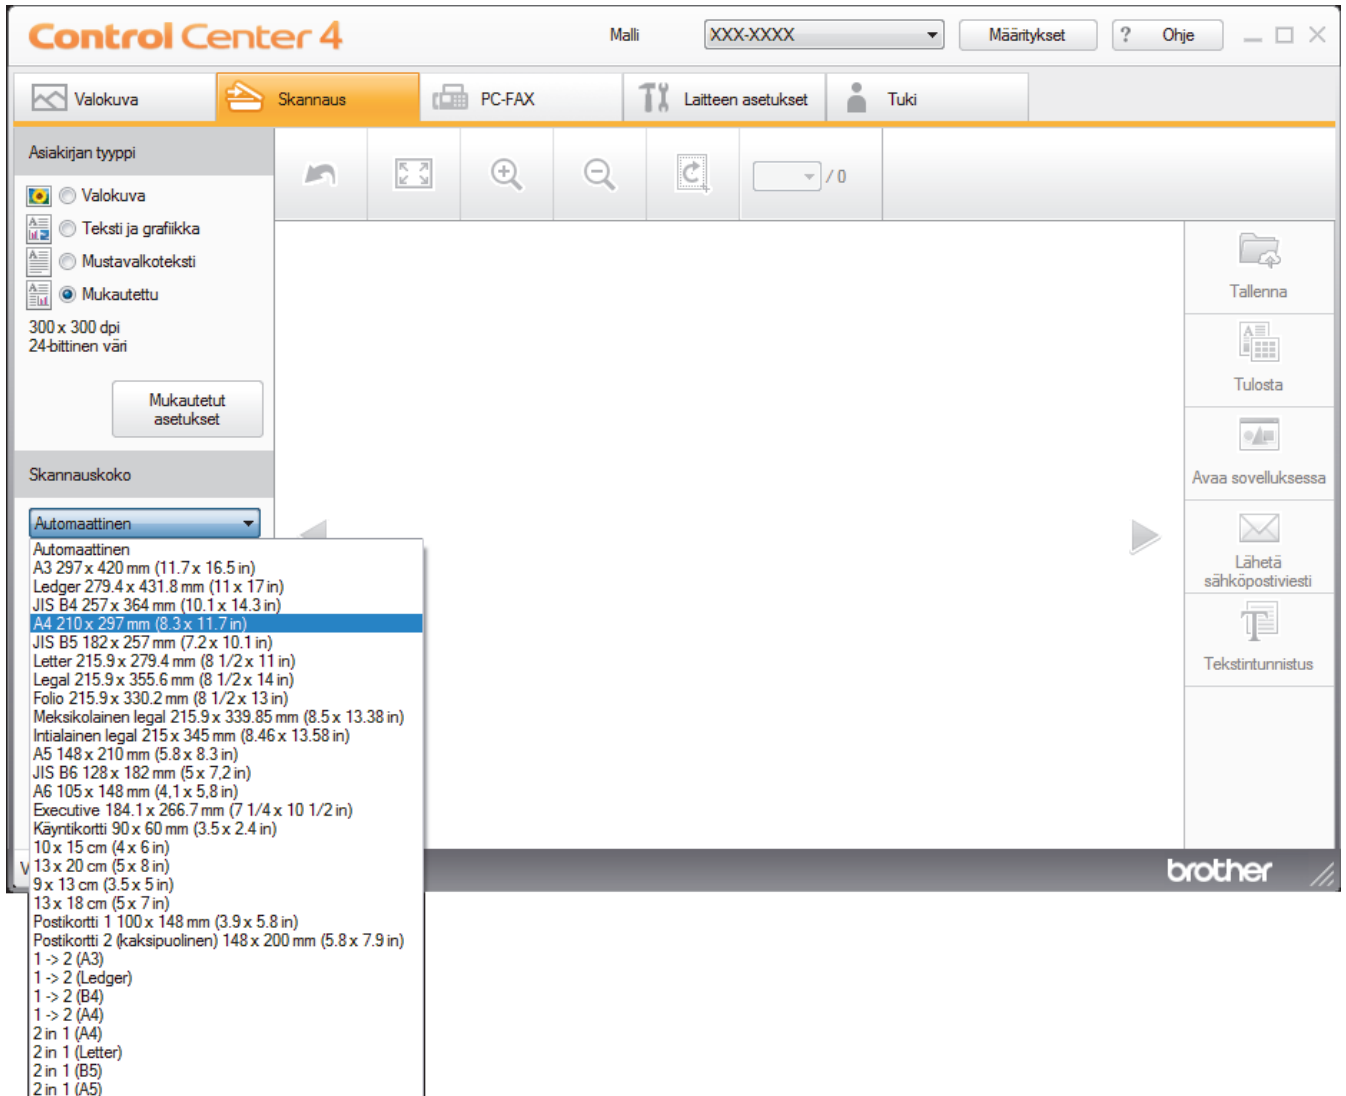 Control Center 4
Malli
XXX-XXXX
Määritykset
? Ohje
Valokuva
Skannaus
PC-FAX
Laitteen asetukset
Tuki
Asiakirjan tyyppi
/ 0
Valokuva
Teksti ja grafiikka
Mustavalkoteksti
Mukautettu
300 x 300 dpi
24-bittinen väri
Mukautetut
asetukset
Skannauskoko
Automaattinen
Automaattinen
A3 297 x 420 mm (11.7 x 16.5 in)
Ledger 279.4 x 431.8 mm (11 x 17 in)
JIS B4 257 x 364 mm (10.1 x 14.3 in)
A4 210 x 297 mm (8.3 x 11.7 in)
JIS B5 182 x 257 mm (7.2 x 10.1 in)
Letter 215.9 x 279.4 mm (8 1/2 x 11 in)
Legal 215.9 x 355.6 mm (8 1/2 x 14 in)
Folio 215.9 x 330.2 mm (8 1/2 x 13 in)
Meksikolainen legal 215.9 x 339.85 mm (8.5 x 13.38 in)
Intialainen legal 215 x 345 mm (8.46 x 13.58 in)
A5 148 x 210 mm (5.8 x 8.3 in)
JIS B6 128 x 182 mm (5 x 7,2 in)
A6 105 x 148 mm (4,1 x 5,8 in)
Executive 184.1 x 266.7 mm (7 1/4 x 10 1/2 in)
Käyntikortti 90 x 60 mm (3.5 x 2.4 in)
10 x 15 cm (4 x 6 in)
13 x 20 cm (5 x 8 in)
9 x 13 cm (3.5 x 5 in)
13 x 18 cm (5 x 7 in)
Postikortti 1 100 x 148 mm (3.9 x 5.8 in)
Postikortti 2 (kaksipuolinen) 148 x 200 mm (5.8 x 7.9 in)
1 -> 2 (A3)
1 -> 2 (Ledger)
1 -> 2 (B4)
1 -> 2 (A4)
2 in 1 (A4)
2 in 1 (Letter)
2 in 1 (B5)
2 in 1 (A5)
Tallenna
Tulosta
Avaa sovelluksessa
Lähetä
sähköpostiviesti
Tekstintunnistus
brother